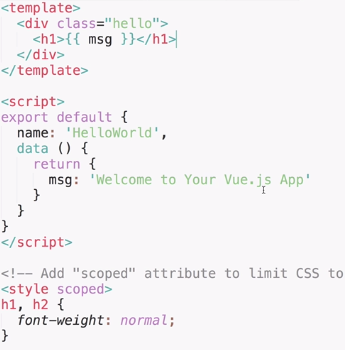 <template>
  <div class="hello">
    <h1>{{ msg }}</h1>
  </div>
</template>

<script>
export default {
  name: 'HelloWorld',
  data () {
    return {
      msg: 'Welcome to Your Vue.js App'
    }
  }
}
</script>

<!-- Add "scoped" attribute to limit CSS to
<style scoped>
h1, h2 {
  font-weight: normal;
}